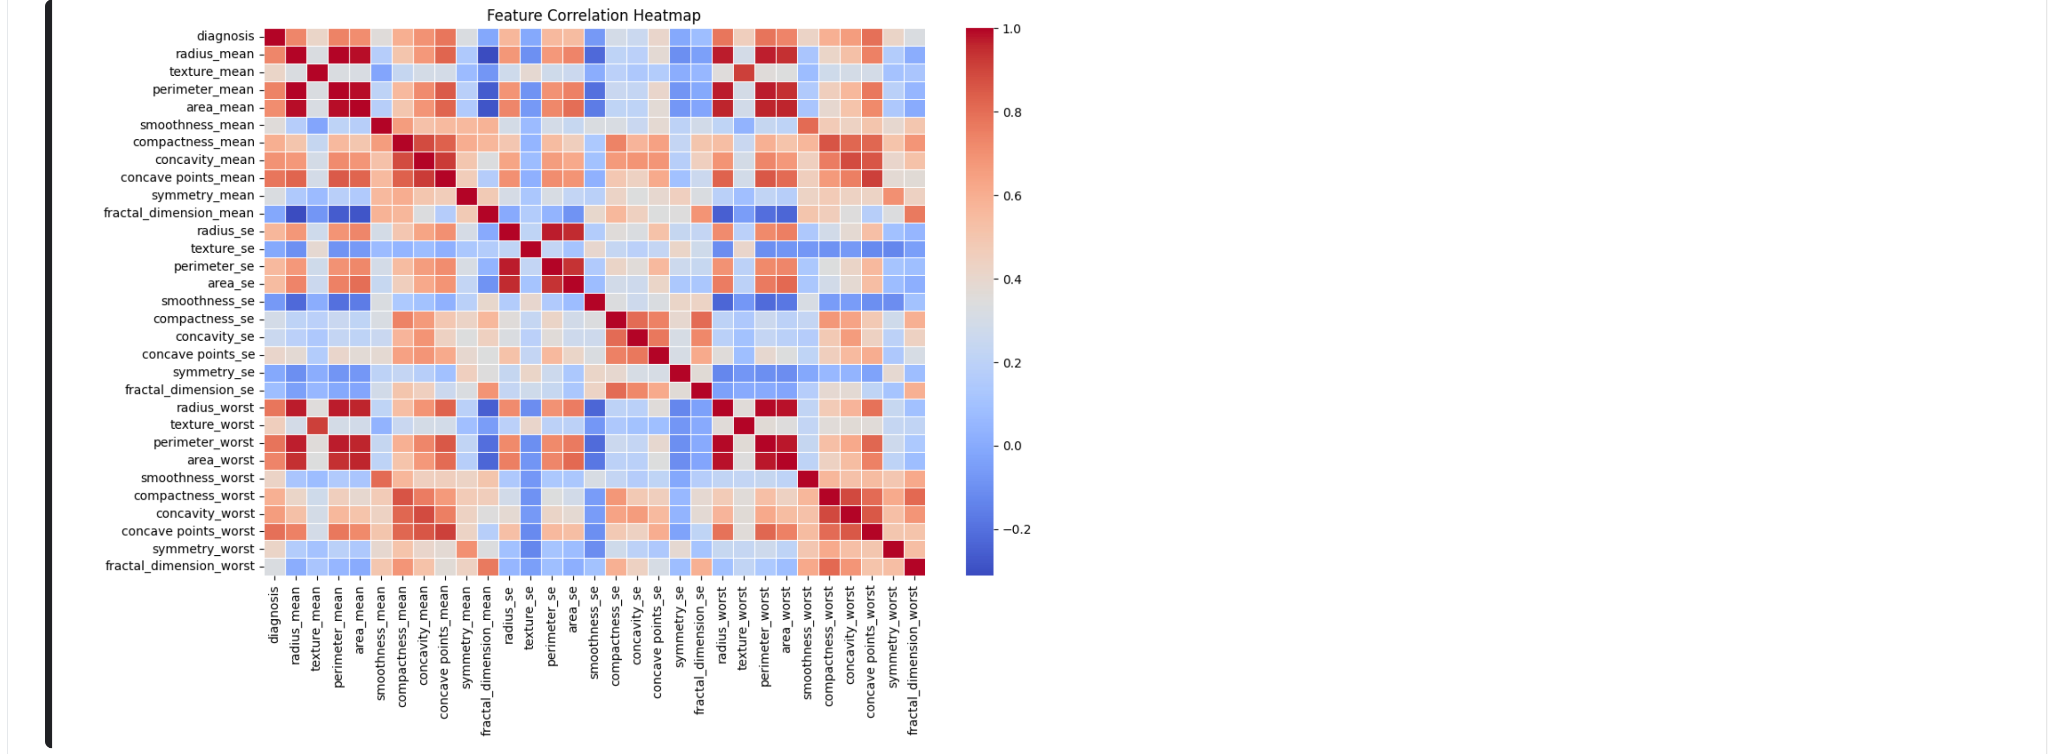 Feature Correlation Heatmap
diagnosis
radius_mean
texture_mean
perimeter_mean
area_mean
smoothness_mean
compactness_mean
concavity_mean
concave points_mean
symmetry_mean
fractal_dimension_mean
radius_se
texture_se
perimeter_se
area_se
smoothness_se
compactness_se
concavity_se
concave points_se
symmetry_se
fractal_dimension_se
radius_worst
texture_worst
perimeter_worst
area_worst
smoothness_worst
compactness_worst
concavity_worst
concave points_worst
symmetry_worst
fractal_dimension_worst
diagnosis
radius_mean
texture_mean
perimeter_mean
area_mean
smoothness_mean
compactness_mean
concavity_mean
concave points_mean
symmetry_mean
fractal_dimension_mean
radius_se
texture_se
perimeter_se
area_se
smoothness_se
compactness_se
concavity_se
concave points_se
symmetry_se
fractal_dimension_se
radius_worst
texture_worst
perimeter_worst
area_worst
smoothness_worst
compactness_worst
concavity_worst
concave points_worst
symmetry_worst
fractal_dimension_worst
1.0
0.8
0.6
0.4
0.2
0.0
−0.2